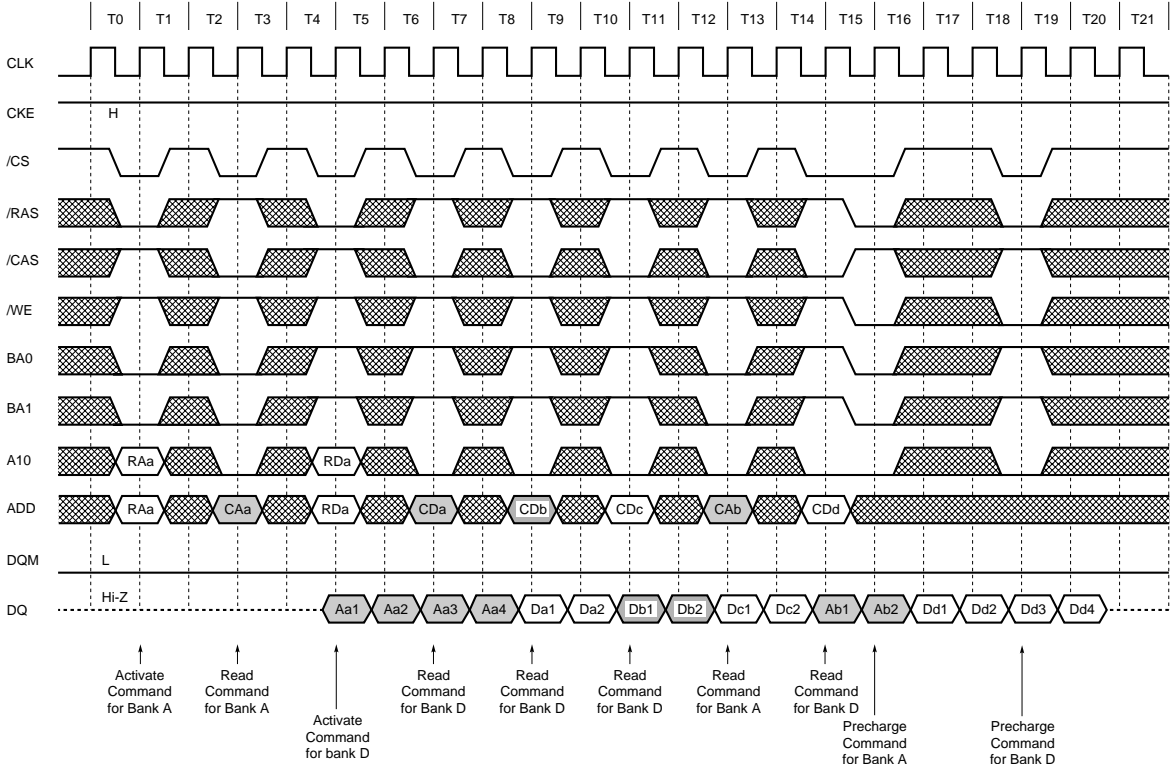 T0 T1 T2 T3 T4 T5 T6 T7 T8 T9 T10 T11 T12 T13 T14 T15 T16 T17 T18 T19 T20 T21
CLK
CKE H
/CS
/RAS
/CAS
/WE
BA0
BA1
A10 RAa RDa
ADD RAa CAa RDa CDa CDb CDc CAb CDd
DQM L
Hi-Z
DQ Aa1 Aa2 Aa3 Aa4 Da1 Da2 Db1 Db2 Dc1 Dc2 Ab1 Ab2 Dd1 Dd2 Dd3 Dd4
Activate
Command
for Bank A
Read
Command
for Bank A
Activate
Command
for bank D
Read
Command
for Bank D
Read
Command
for Bank D
Read
Command
for Bank D
Read
Command
for Bank A
Read
Command
for Bank D
Precharge
Command
for Bank A
Precharge
Command
for Bank D